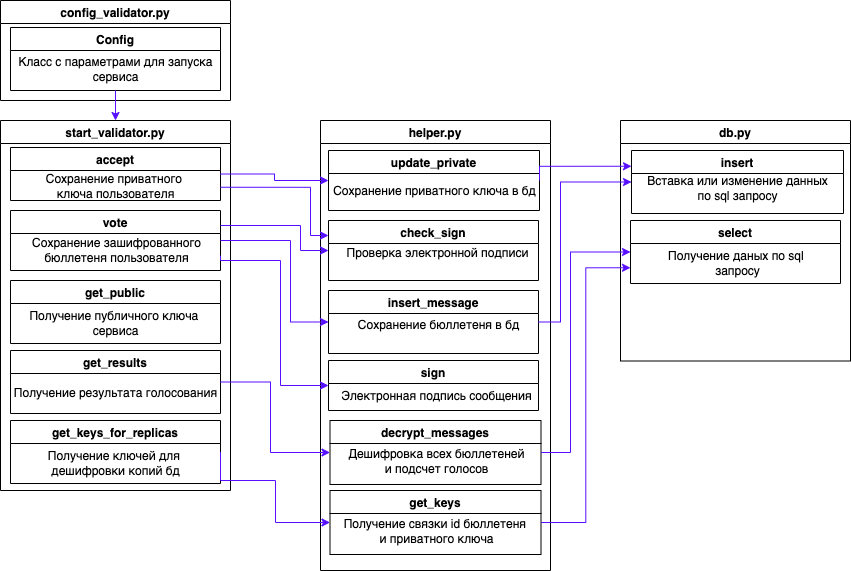 config_validator.py
Config
Класс с параметрами для запуска
сервиса
start_validator.py
accept
Сохранение приватного
ключа пользователя
vote
Сохранение зашифрованного
бюллетеня пользователя
get_public
Получение публичного ключа
сервиса
get_results
Получение результата голосования
get_keys_for_replicas
Получение ключей для
дешифровки копий бд
helper.py
update_private
Сохранение приватного ключа в бд
check_sign
Проверка электронной подписи
insert_message
Сохранение бюллетеня в бд
sign
Электронная подпись сообщения
decrypt_messages
Дешифровка всех бюллетеней
и подсчет голосов
get_keys
Получение связки id бюллетеня
и приватного ключа
db.py
insert
Вставка или изменение данных
по sql запросу
select
Получение даных по sql
запросу